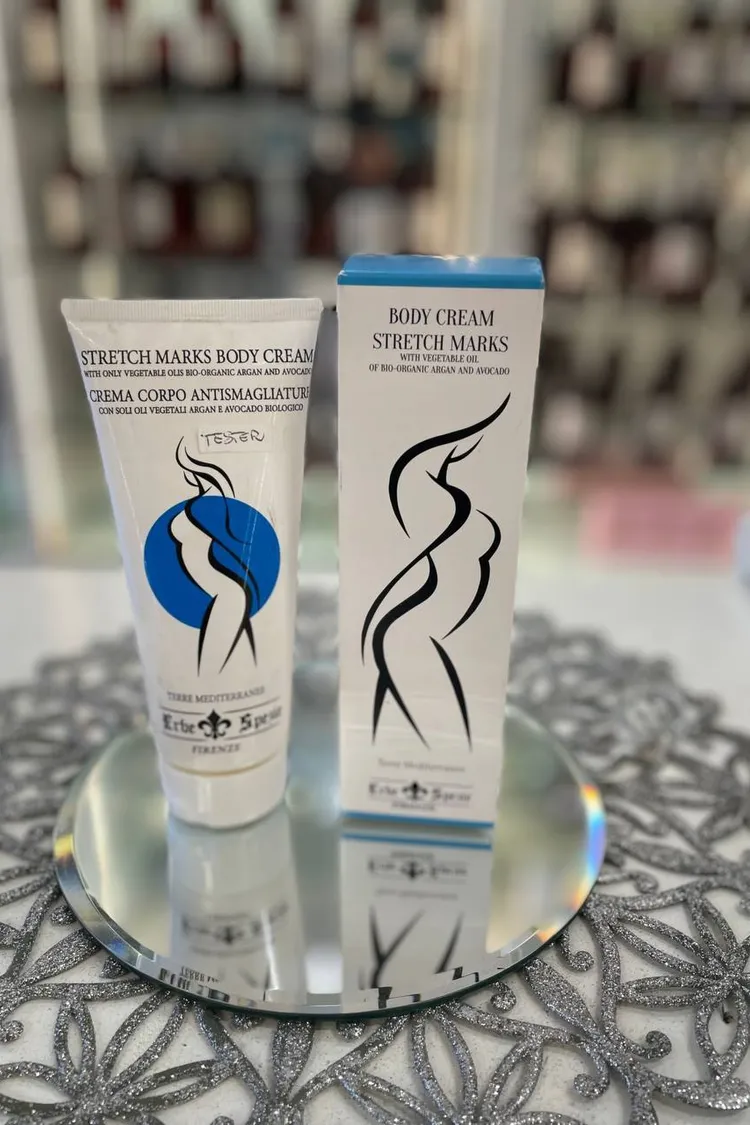 STRETCH MARKS BODY CREAM
WITH ONLY VEGETABLE OLIS BIO-ORGANIC ARGAN AND AVOCADO
CREMA CORPO ANTISMAGLIATURE
CON SOLI OLI VEGETALI ARGAN E AVOCADO BIOLOGICO
TESTER
TERRE MEDITERRANEE
Erbe Spezie
FIRENZE
BODY CREAM
STRETCH MARKS
WITH VEGETABLE OIL
OF BIO-ORGANIC ARGAN AND AVOCADO
Terre Mediterranee
Erbe Spezie
FIRENZE